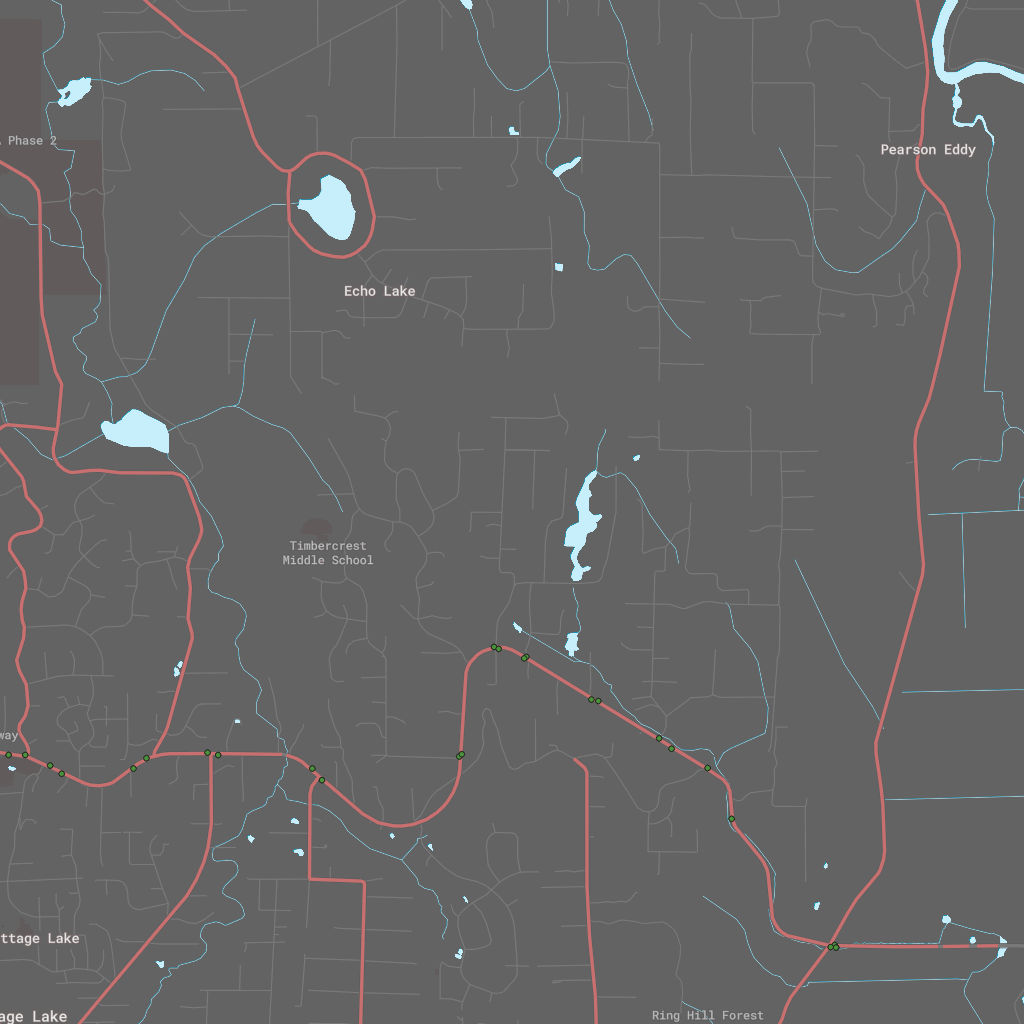 Phase 2
Pearson Eddy
Echo Lake
Timbercrest
Middle School
way
ttage Lake
age Lake
Ring Hill Forest